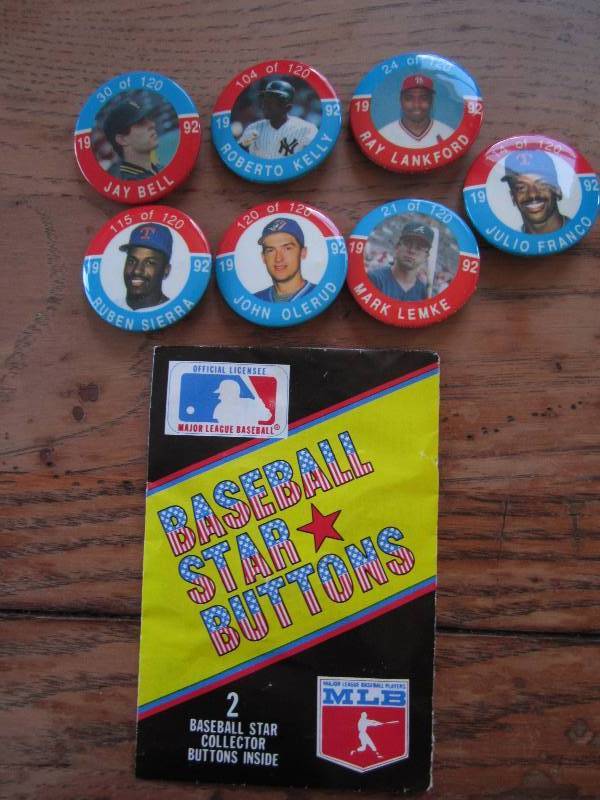 30 of 120
19 92
JAY BELL
104 of 120
19 92
ROBERTO KELLY
24 of 120
19 92
RAY LANKFORD
of 120
19 92
JULIO FRANCO
115 of 120
19 92
RUBEN SIERRA
120 of 120
19 92
JOHN OLERUD
21 of 120
19 92
MARK LEMKE
OFFICIAL LICENSEE
MAJOR LEAGUE BASEBALL®
BASEBALL
STAR
BUTTONS
2
BASEBALL STAR
COLLECTOR
BUTTONS INSIDE
MAJOR LEAGUE BASEBALL PLAYERS
MLB